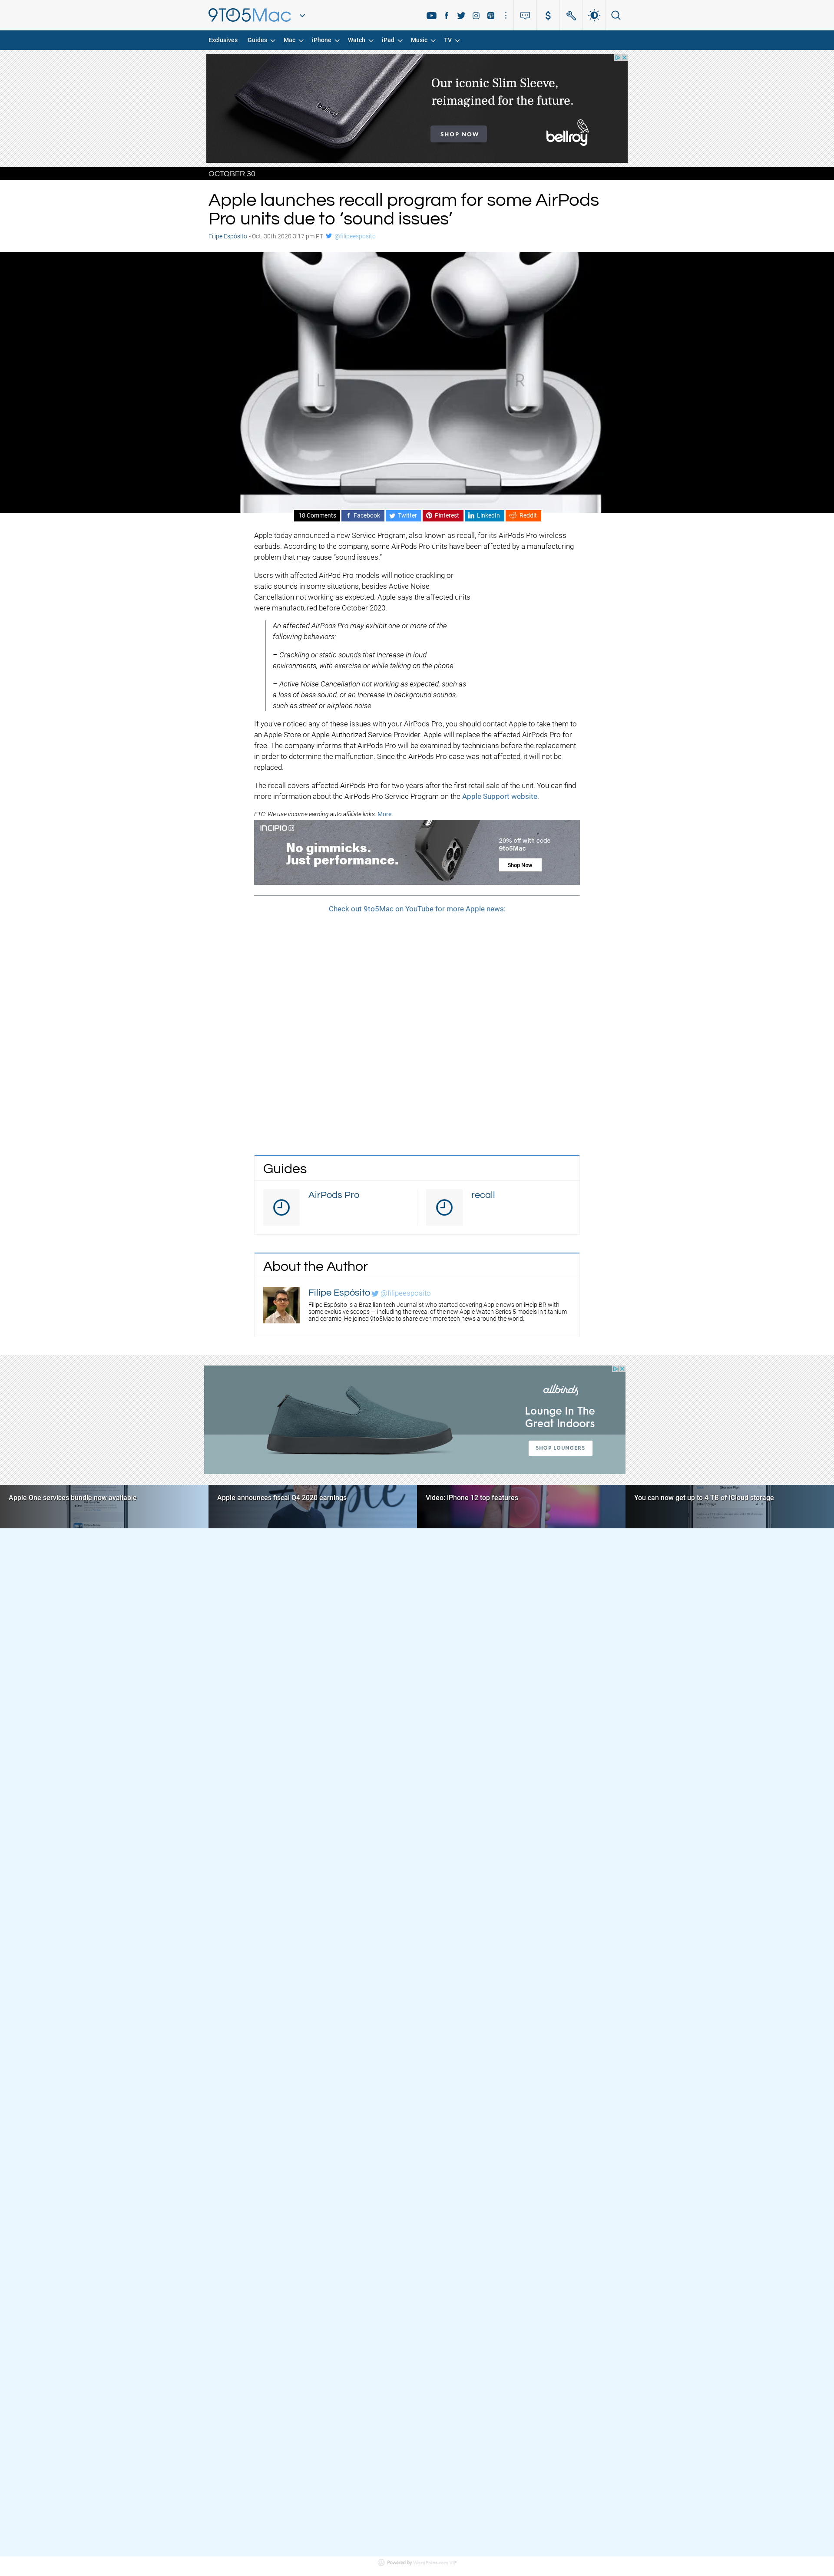 9TO5Mac
Exclusives Guides Mac iPhone Watch iPad Music TV
Our iconic Slim Sleeve,
reimagined for the future.
SHOP NOW
bellroy
bellroy
OCTOBER 30
Apple launches recall program for some AirPods
Pro units due to ‘sound issues’
Filipe Espósito - Oct. 30th 2020 3:17 pm PT @filipeesposito
L R
18 Comments Facebook Twitter Pinterest LinkedIn Reddit
Apple today announced a new Service Program, also known as recall, for its AirPods Pro wireless
earbuds. According to the company, some AirPods Pro units have been affected by a manufacturing
problem that may cause “sound issues.”
Users with affected AirPod Pro models will notice crackling or
static sounds in some situations, besides Active Noise
Cancellation not working as expected. Apple says the affected units
were manufactured before October 2020.
An affected AirPods Pro may exhibit one or more of the
following behaviors:
– Crackling or static sounds that increase in loud
environments, with exercise or while talking on the phone
– Active Noise Cancellation not working as expected, such as
a loss of bass sound, or an increase in background sounds,
such as street or airplane noise
If you’ve noticed any of these issues with your AirPods Pro, you should contact Apple to take them to
an Apple Store or Apple Authorized Service Provider. Apple will replace the affected AirPods Pro for
free. The company informs that AirPods Pro will be examined by technicians before the replacement
in order to determine the malfunction. Since the AirPods Pro case was not affected, it will not be
replaced.
The recall covers affected AirPods Pro for two years after the first retail sale of the unit. You can find
more information about the AirPods Pro Service Program on the Apple Support website.
FTC: We use income earning auto affiliate links. More.
INCIPIO
No gimmicks.
Just performance.
20% off with code
9to5Mac
Shop Now
Check out 9to5Mac on YouTube for more Apple news:
Guides
AirPods Pro
recall
About the Author
Filipe Espósito @filipeesposito
Filipe Espósito is a Brazilian tech Journalist who started covering Apple news on iHelp BR with
some exclusive scoops — including the reveal of the new Apple Watch Series 5 models in titanium
and ceramic. He joined 9to5Mac to share even more tech news around the world.
allbirds
Lounge In The
Great Indoors
SHOP LOUNGERS
Apple One services bundle now available
Apple announces fiscal Q4 2020 earnings
Video: iPhone 12 top features
You can now get up to 4 TB of iCloud storage
Powered by WordPress.com VIP